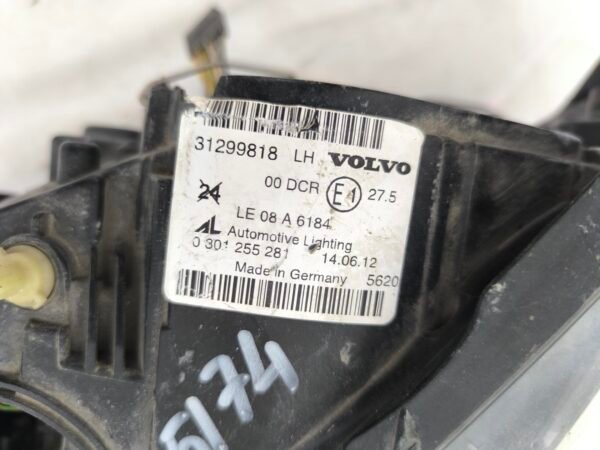 31299818 LH VOLVO
00 DCR E1 27.5
24
LE 08 A 6184
AL Automotive Lighting
0 301 255 281 14.06.12
Made in Germany 5620
5174